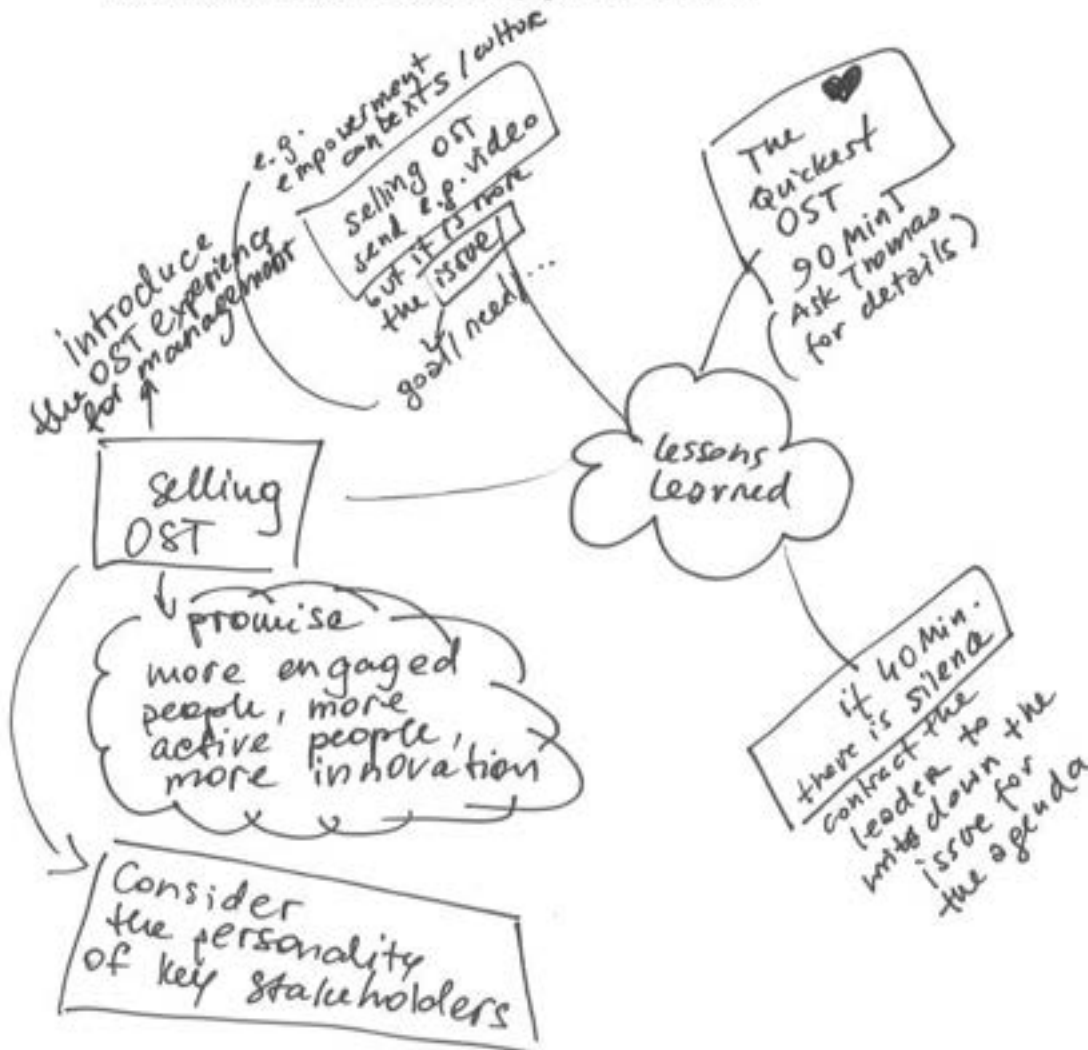 e.g.
empowerment
contexts / culture
selling OST
send e.g. video
but it is more
the issue
goal / need / ...
introduce
the OST experience
for management
selling
OST
promise
more engaged
people, more
active people,
more innovation
Consider
the personality
of key stakeholders
The
Quickest
OST
90 Min
(Ask Thomas
for details)
lessons
learned
if 40 Min.
there is silence
contract the
leader to
write down the
issue for
the agenda